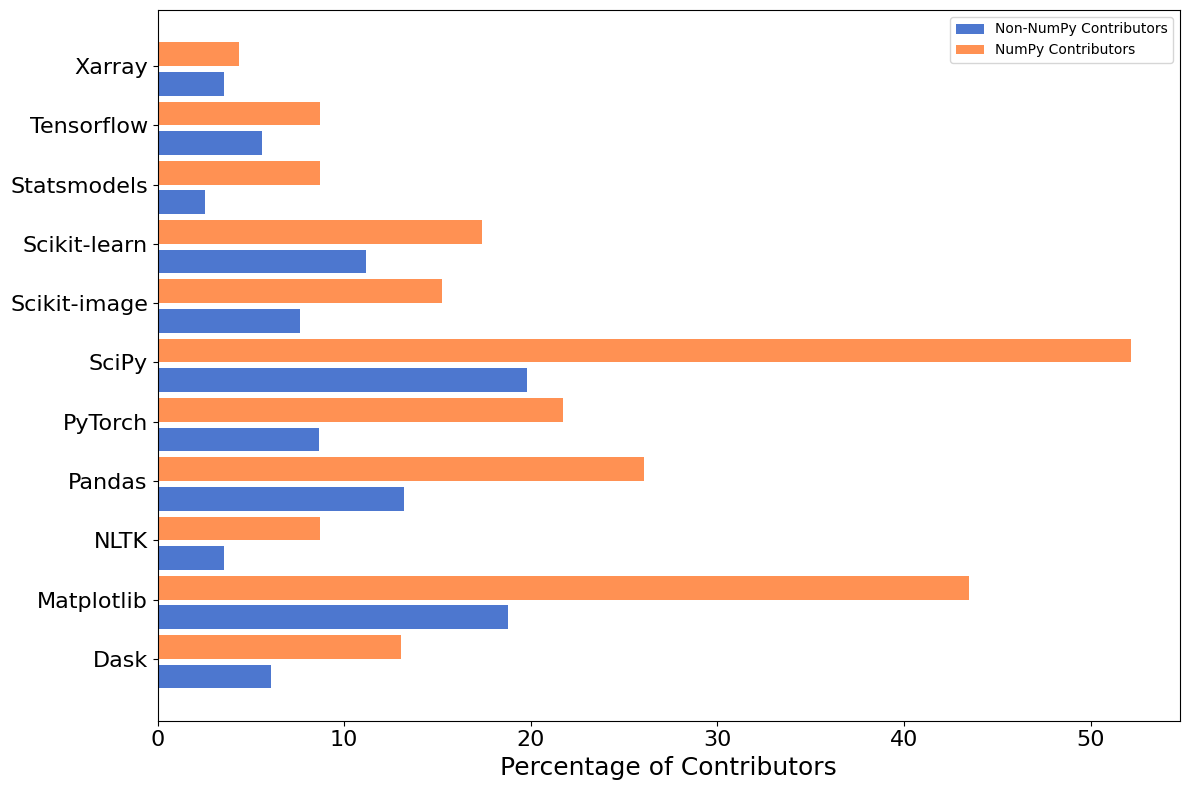 Non-NumPy Contributors
NumPy Contributors
Xarray
Tensorflow
Statsmodels
Scikit-learn
Scikit-image
SciPy
PyTorch
Pandas
NLTK
Matplotlib
Dask
0 10 20 30 40 50
Percentage of Contributors